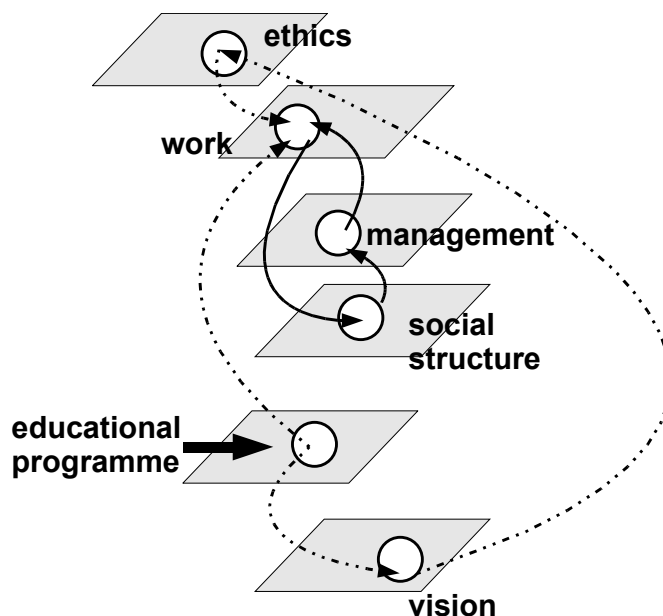 ethics
work
management
social
structure
educational
programme
vision